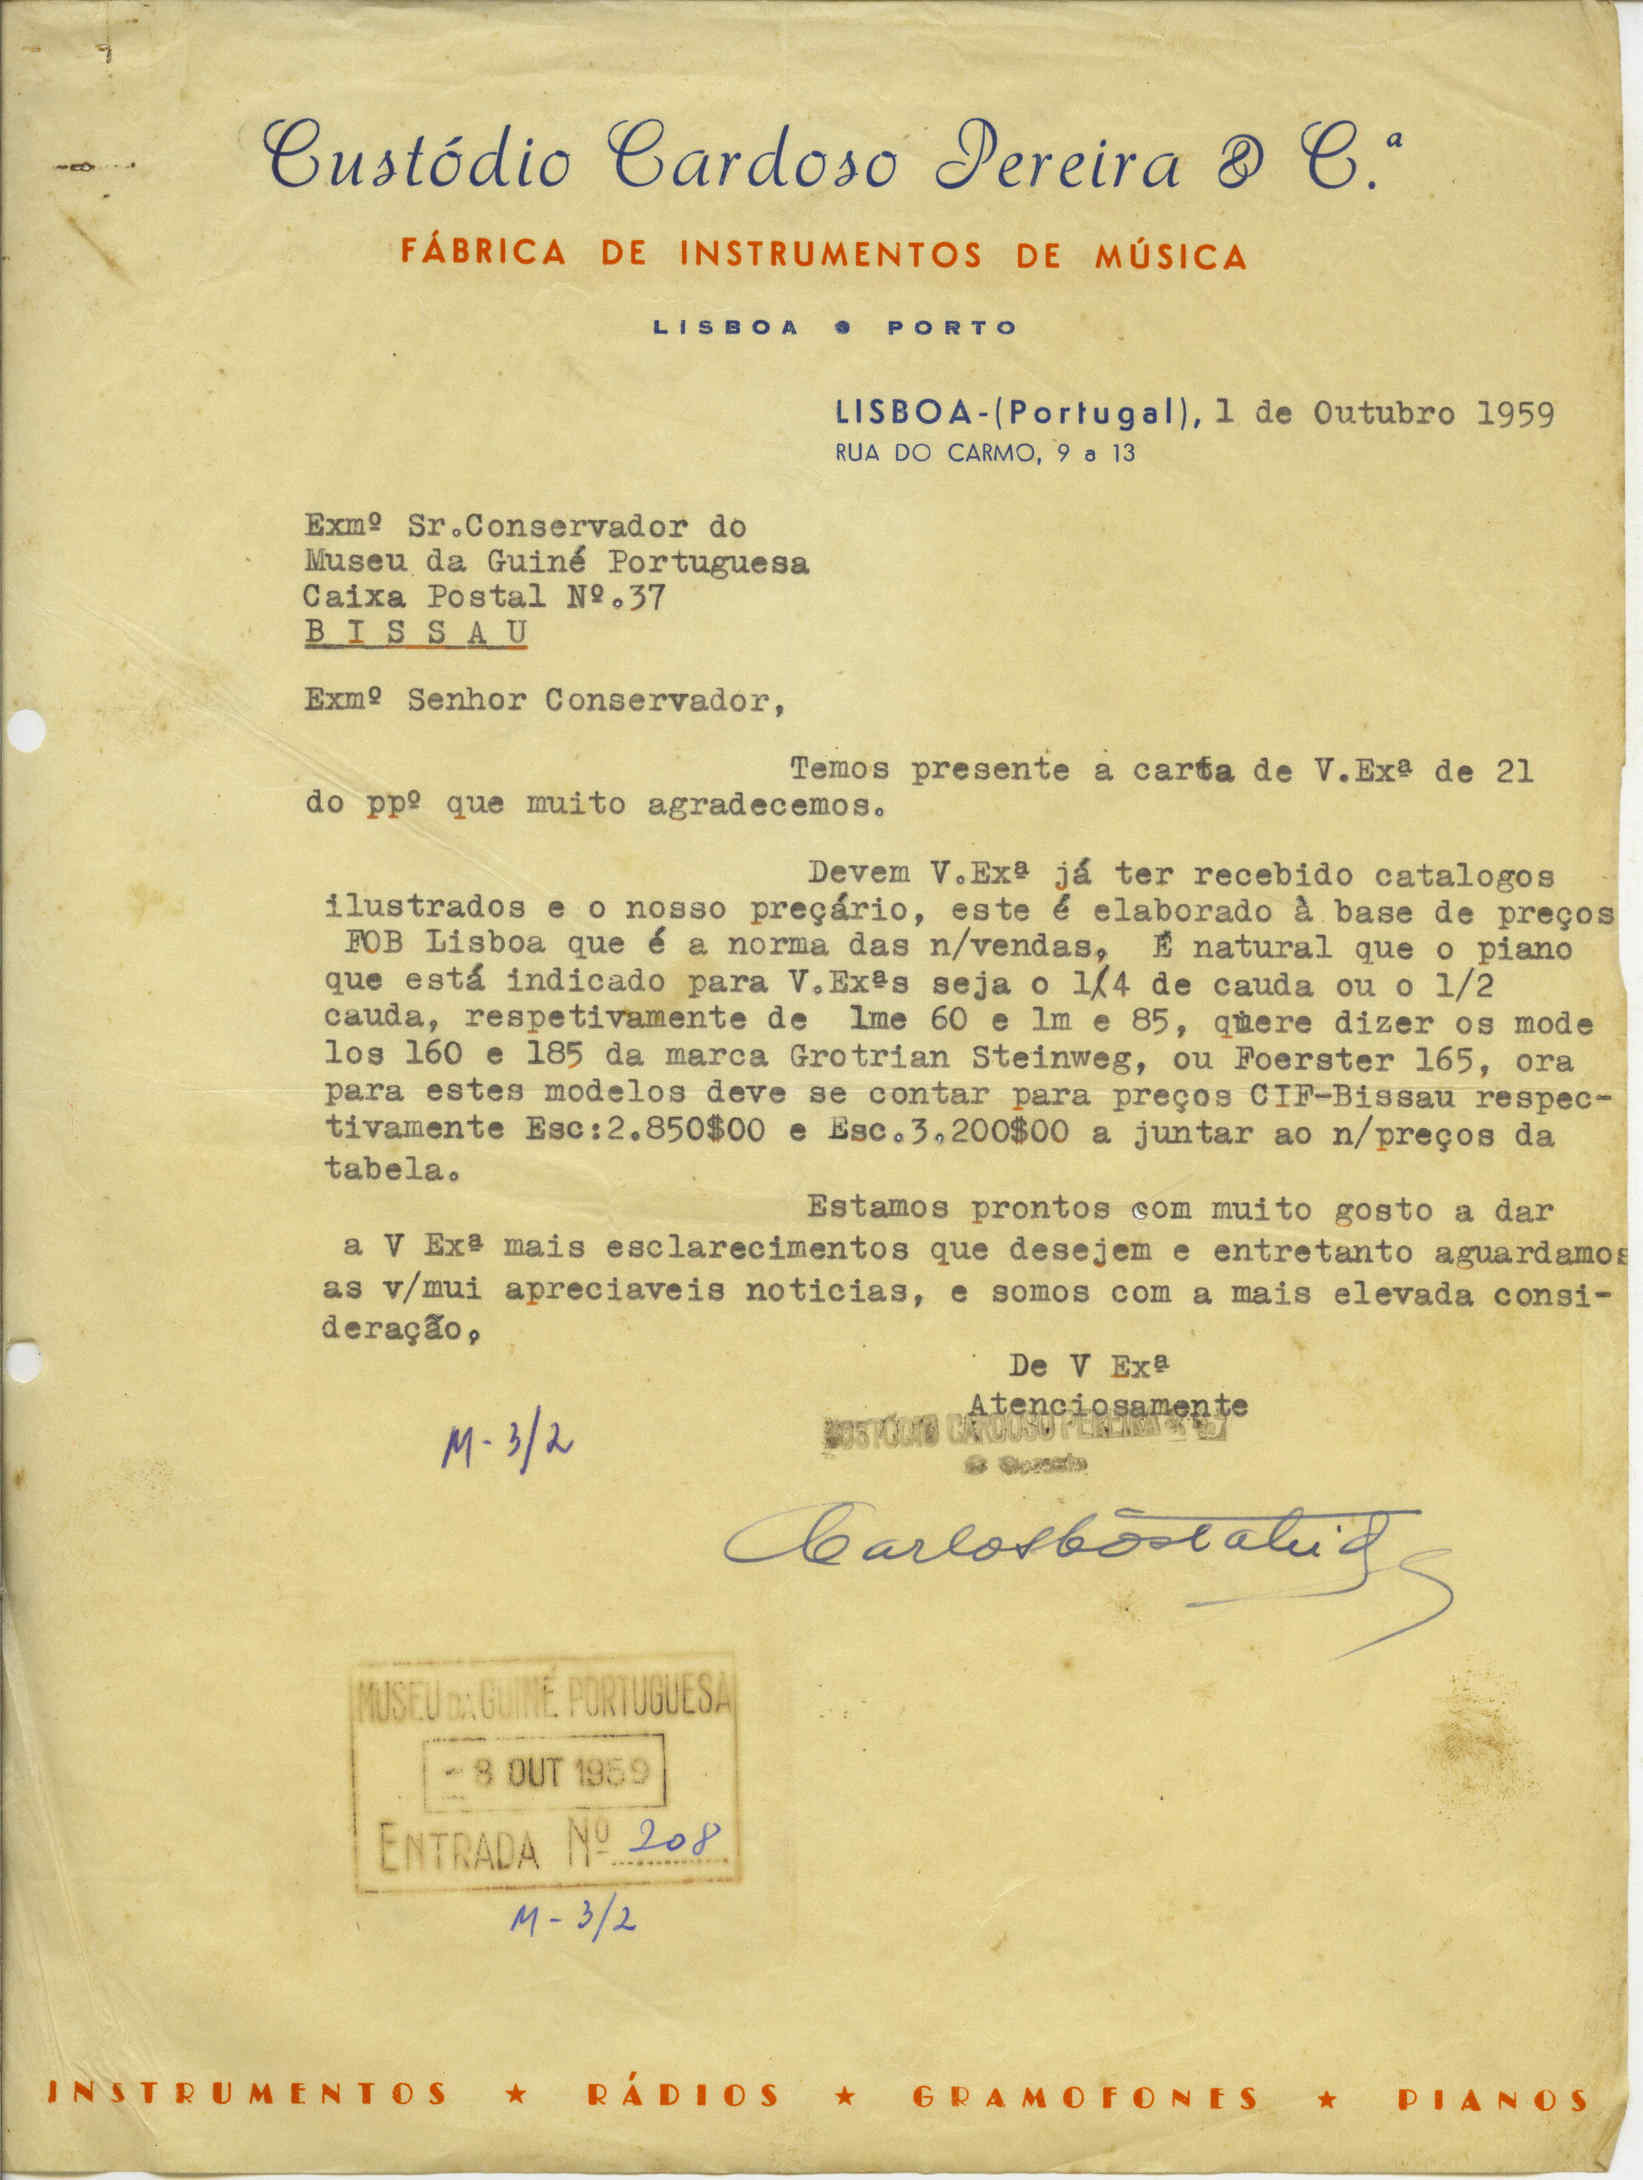 Custódio Cardoso Pereira & C.ª
FÁBRICA DE INSTRUMENTOS DE MÚSICA
LISBOA • PORTO
LISBOA-(Portugal), 1 de Outubro 1959
RUA DO CARMO, 9 a 13
Exmº Sr.Conservador do
Museu da Guiné Portuguesa
Caixa Postal Nº.37
B I S S A U
Exmº Senhor Conservador,
Temos presente a carta de V.Exª de 21
do ppº que muito agradecemos.
Devem V.Exª já ter recebido catalogos
ilustrados e o nosso preçário, este é elaborado à base de preços
FOB Lisboa que é a norma das n/vendas, É natural que o piano
que está indicado para V.Exªs seja o 1/4 de cauda ou o 1/2
cauda, respetivamente de 1me 60 e 1m e 85, quere dizer os mode
los 160 e 185 da marca Grotrian Steinweg, ou Foerster 165, ora
para estes modelos deve se contar para preços CIF-Bissau respec-
tivamente Esc:2.850$00 e Esc.3.200$00 a juntar ao n/preços da
tabela.
Estamos prontos com muito gosto a dar
a V Exª mais esclarecimentos que desejem e entretanto aguardamos
as v/mui apreciaveis noticias, e somos com a mais elevada consi-
deração,
De V Exª
Atenciosamente
CUSTÓDIO CARDOSO PEREIRA & C.ª
M-3/2
MUSEU DA GUINÉ PORTUGUESA
-8 OUT 1959
ENTRADA Nº 208
M-3/2
INSTRUMENTOS ★ RÁDIOS ★ GRAMOFONES ★ PIANOS